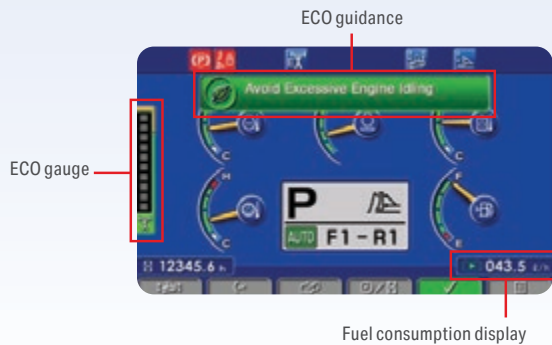 ECO guidance
Avoid Excessive Engine Idling
ECO gauge
C
C
H
F
P
AUTO F1-R1
C
E
12345.6 h
043.5
Fuel consumption display